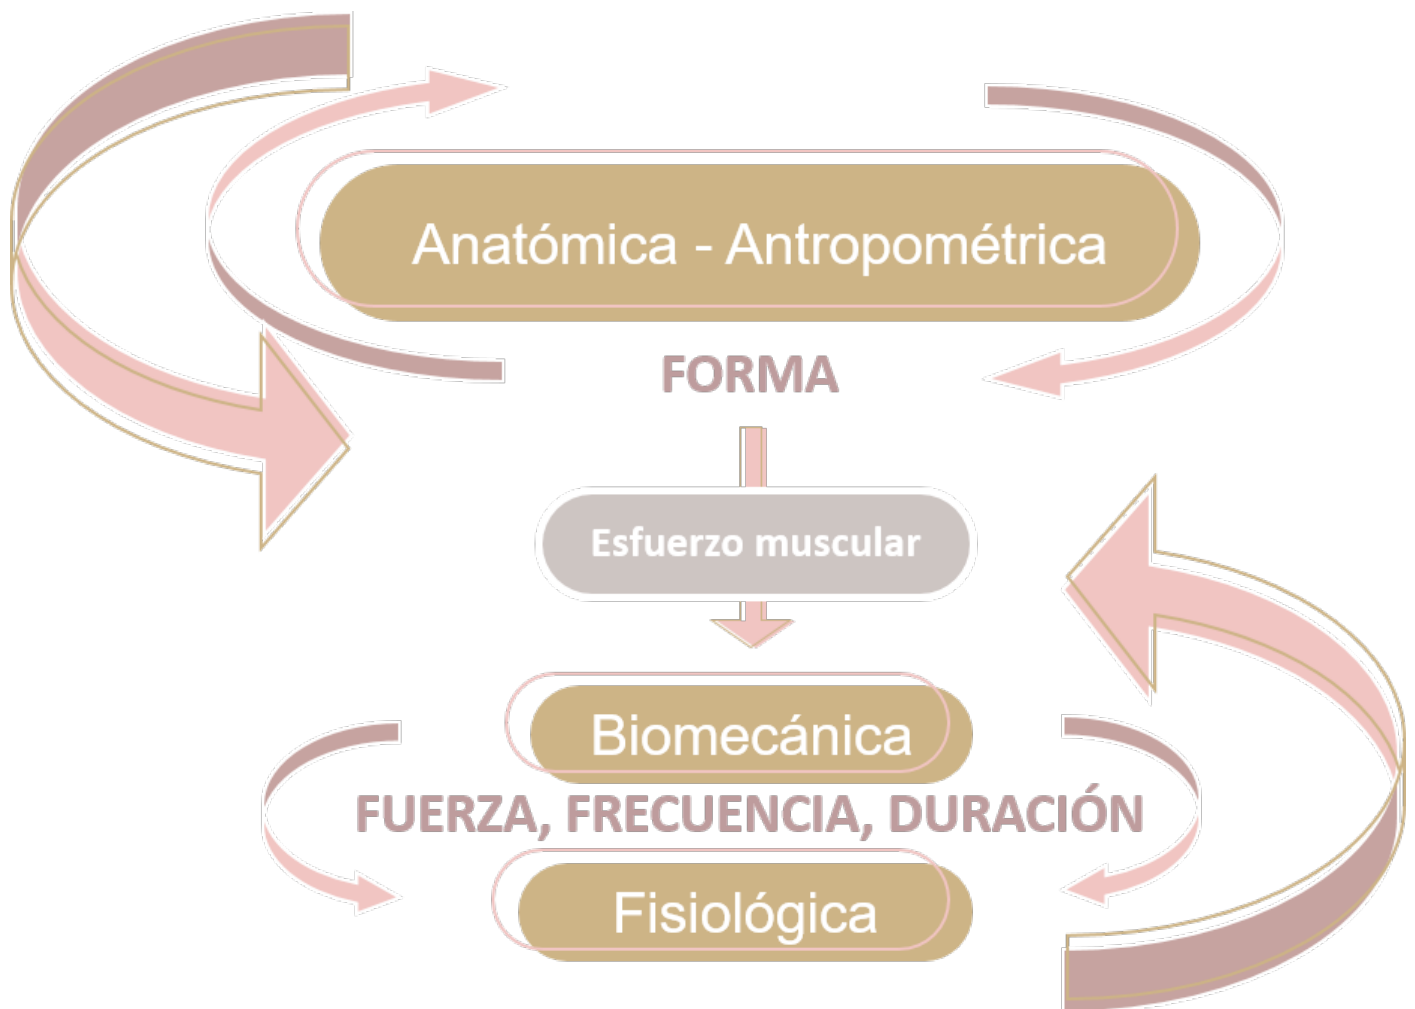 Anatómica - Antropométrica
FORMA
Esfuerzo muscular
Biomecánica
FUERZA, FRECUENCIA, DURACIÓN
Fisiológica